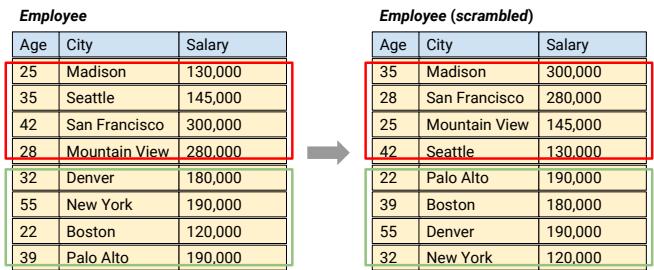 Employee Employee (scrambled)
Age City Salary Age City Salary
25 Madison 130,000 35 Madison 300,000
35 Seattle 145,000 28 San Francisco 280,000
42 San Francisco 300,000 25 Mountain View 145,000
28 Mountain View 280,000 42 Seattle 130,000
32 Denver 180,000 22 Palo Alto 190,000
55 New York 190,000 39 Boston 180,000
22 Boston 120,000 55 Denver 190,000
39 Palo Alto 190,000 32 New York 120,000